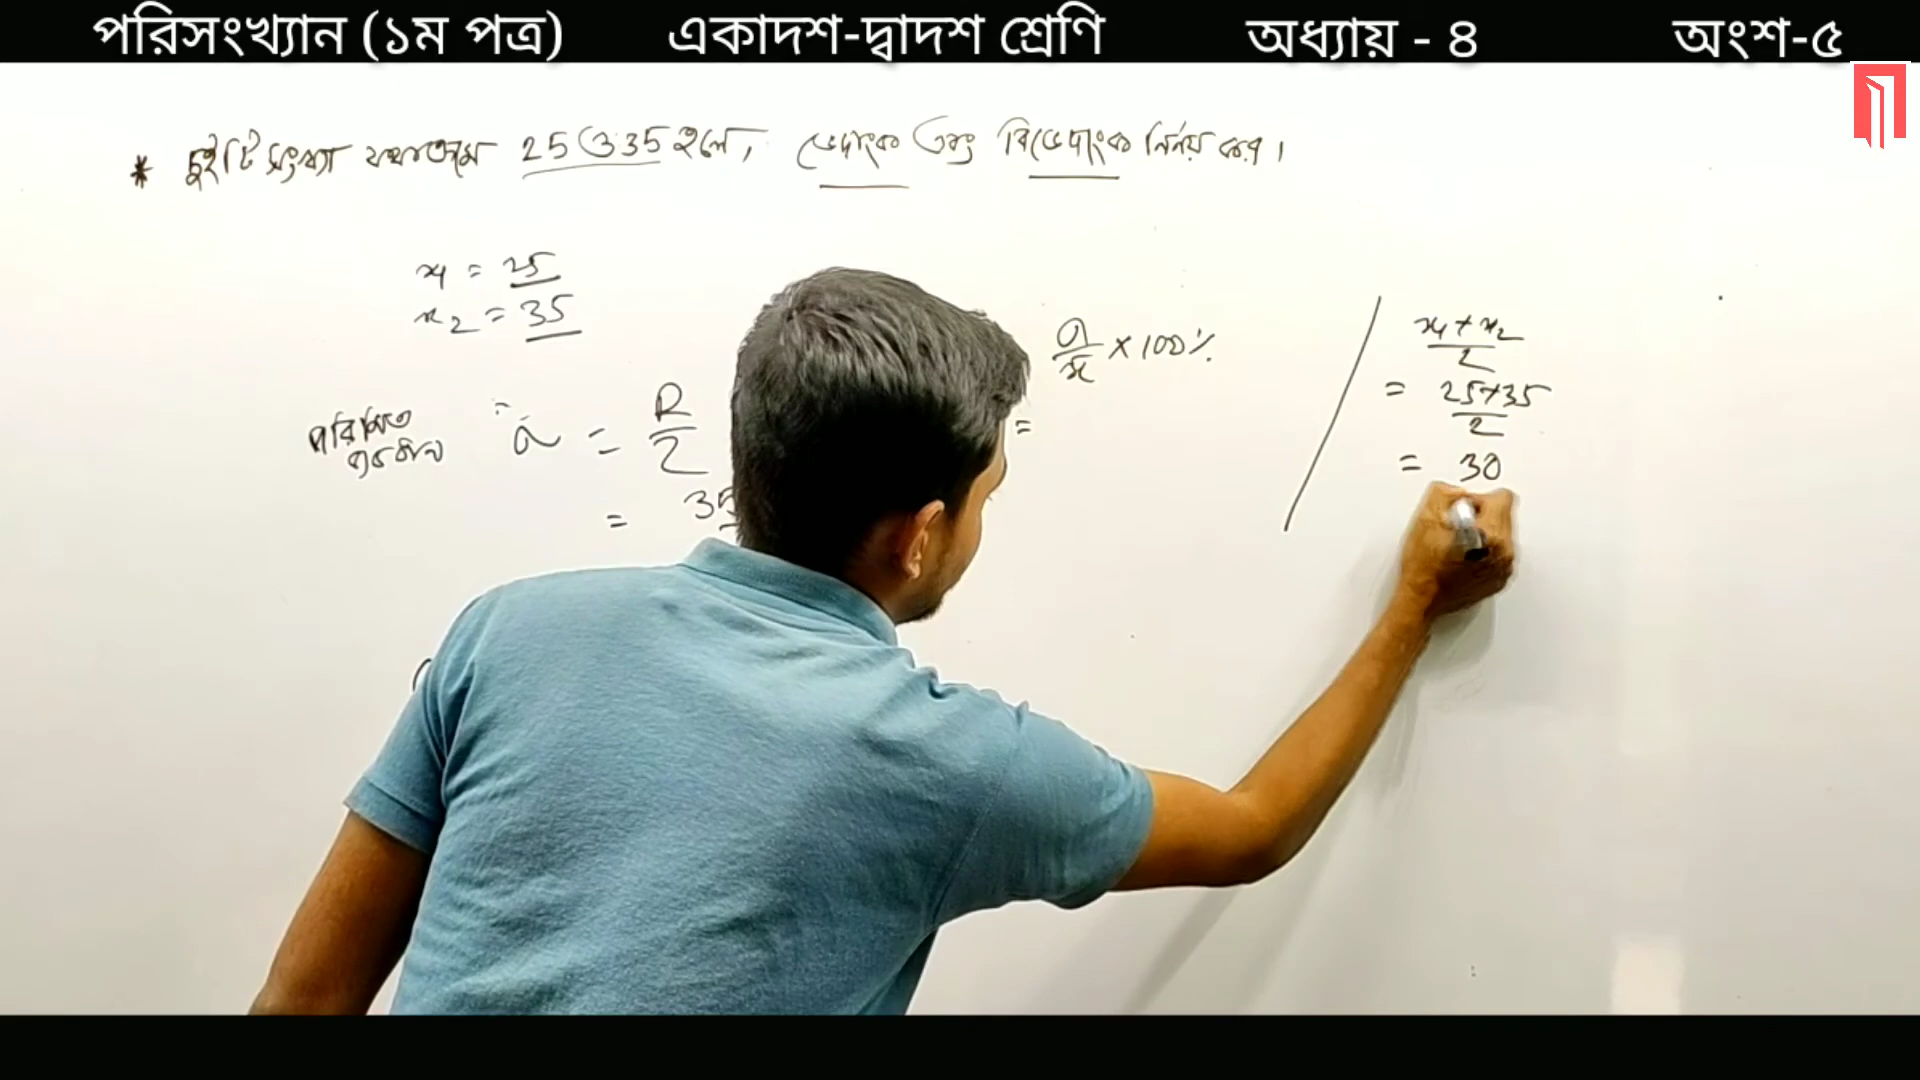 পরিসংখ্যান (১ম পত্র) একাদশ-দ্বাদশ শ্রেণি অধ্যায় - ৪ অংশ-৫
* দুইটি সংখ্যা যথাক্রমে 25 ও 35 হলে, ভেদাংক এবং বিভেদাংক নির্ণয় কর।
x₁ = 25
x₂ = 35
পরিমিত ব্যবধান σ = R/2
= 35
σ/x̄ × 100%
=
x₁ + x₂ / 2
= 25+35 / 2
= 30